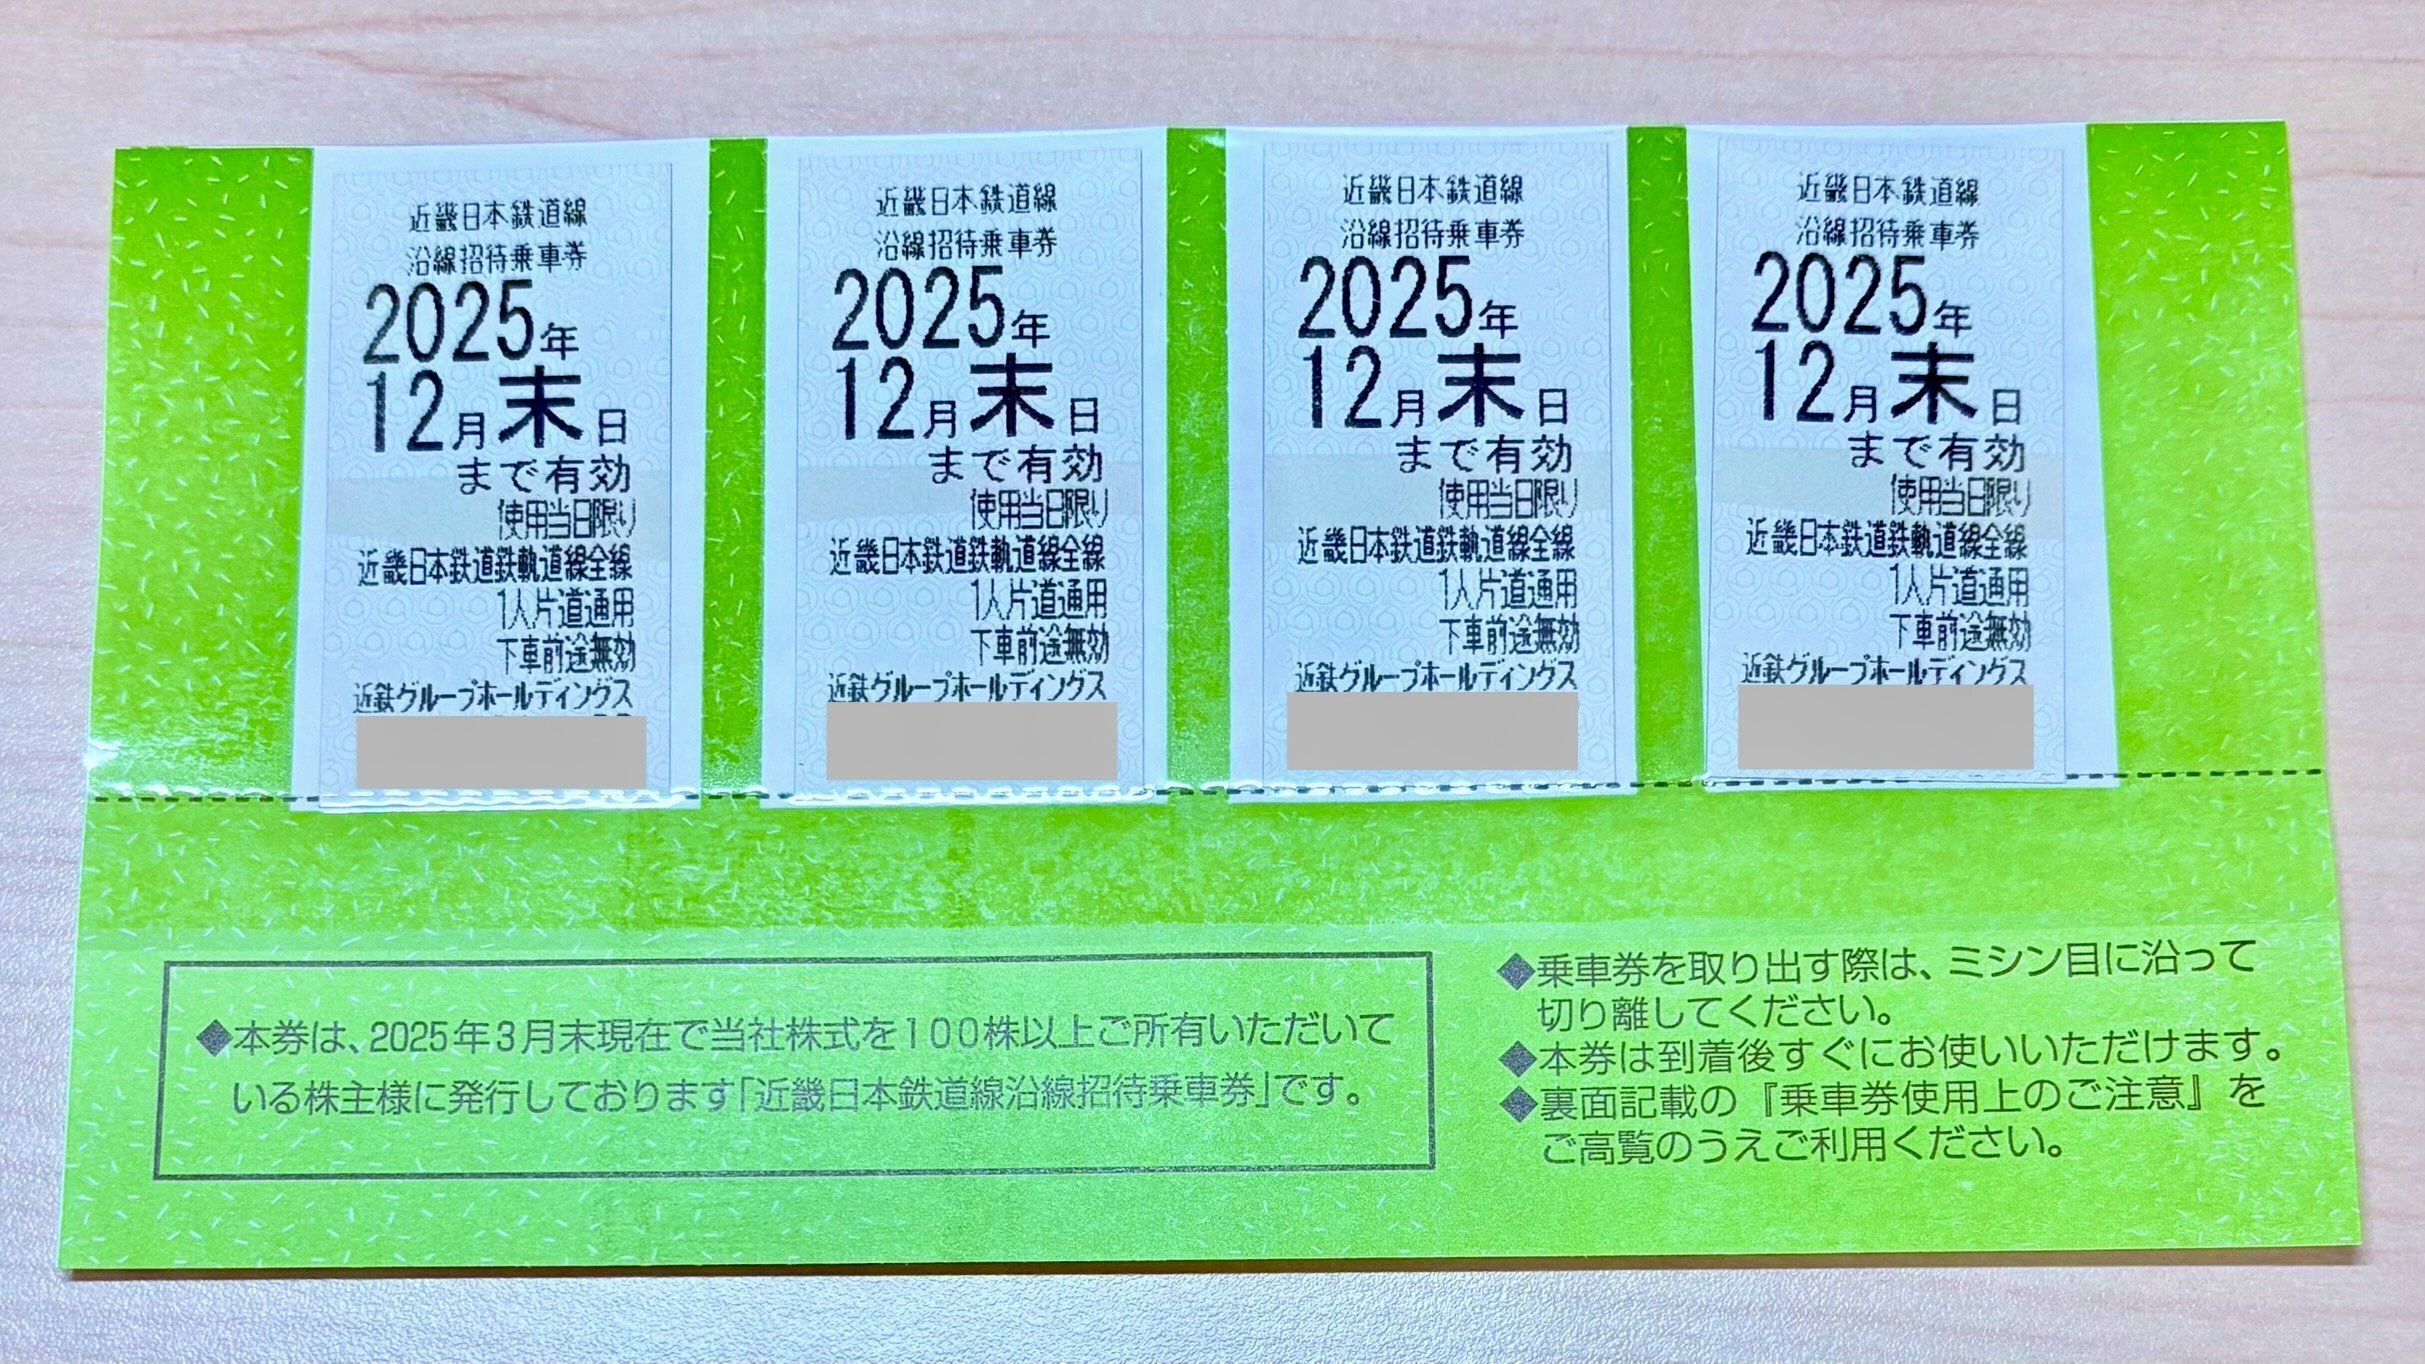 近畿日本鉄道線
沿線招待乗車券
2025年
12月末日
まで有効
使用当日限り
近畿日本鉄道鉄軌道線全線
1人片道通用
下車前途無効
近鉄グループホールディングス
近畿日本鉄道線
沿線招待乗車券
2025年
12月末日
まで有効
使用当日限り
近畿日本鉄道鉄軌道線全線
1人片道通用
下車前途無効
近鉄グループホールディングス
近畿日本鉄道線
沿線招待乗車券
2025年
12月末日
まで有効
使用当日限り
近畿日本鉄道鉄軌道線全線
1人片道通用
下車前途無効
近鉄グループホールディングス
近畿日本鉄道線
沿線招待乗車券
2025年
12月末日
まで有効
使用当日限り
近畿日本鉄道鉄軌道線全線
1人片道通用
下車前途無効
近鉄グループホールディングス
◆本券は、2025年3月末現在で当社株式を100株以上ご所有いただいて
いる株主様に発行しております「近畿日本鉄道線沿線招待乗車券」です。
◆乗車券を取り出す際は、ミシン目に沿って
切り離してください。
◆本券は到着後すぐにお使いいただけます。
◆裏面記載の『乗車券使用上のご注意』を
ご高覧のうえご利用ください。